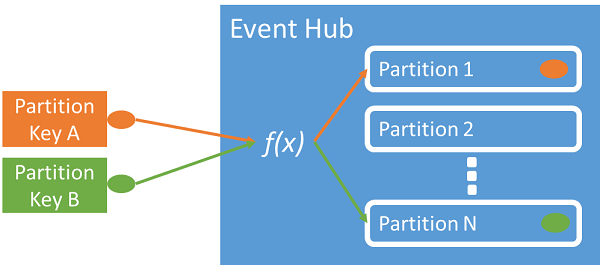 Event Hub
Partition
Key A
Partition
Key B
f(x)
Partition 1
Partition 2
Partition N